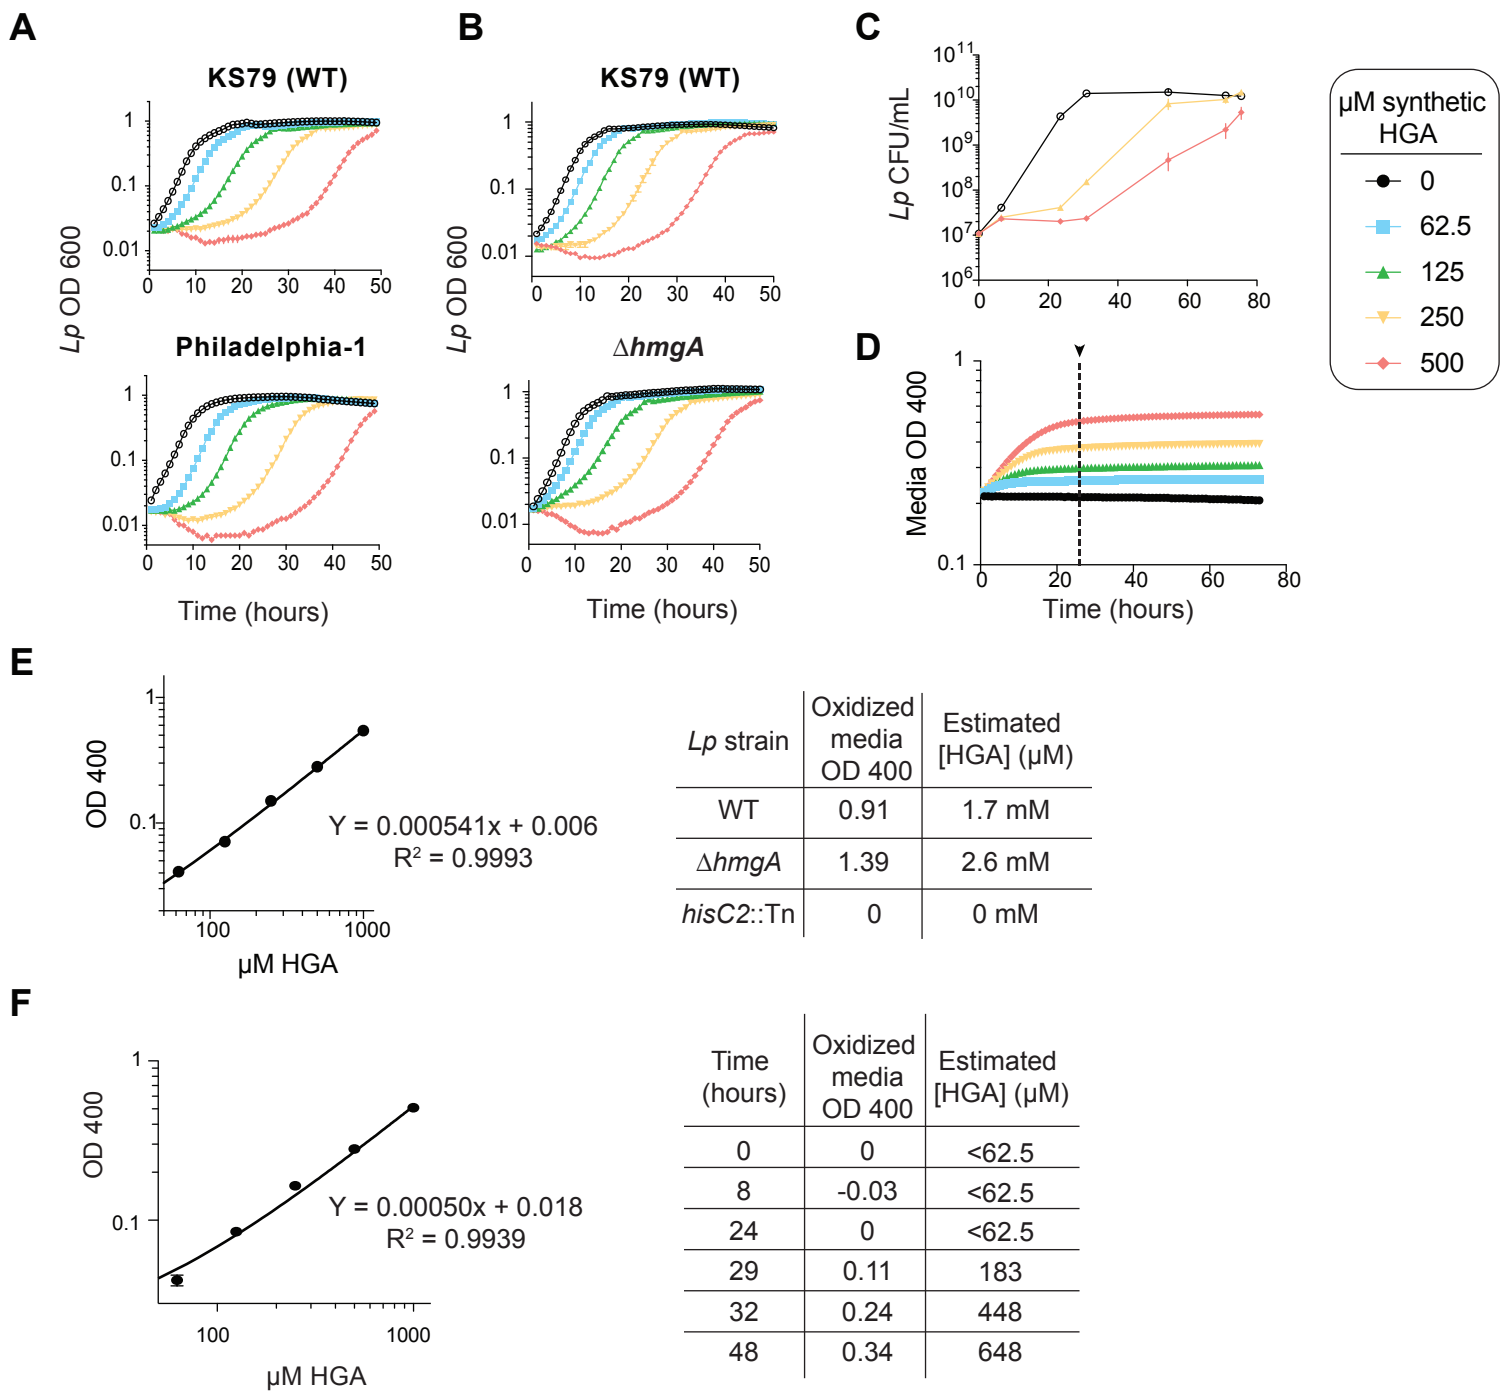 A
KS79 (WT)
1
0.1
0.01
0 10 20 30 40 50
Lp OD 600
Philadelphia-1
1
0.1
0.01
0 10 20 30 40 50
Time (hours)
B
KS79 (WT)
1
0.1
0.01
0 10 20 30 40 50
Lp OD 600
ΔhmgA
1
0.1
0.01
0 10 20 30 40 50
Time (hours)
C
Lp CFU/mL
10¹¹
10¹⁰
10⁹
10⁸
10⁷
10⁶
0 20 40 60 80
µM synthetic
HGA
0
62.5
125
250
500
D
Media OD 400
1
0.1
0 20 40 60 80
Time (hours)
E
OD 400
1
0.1
100 1000
µM HGA
Y = 0.000541x + 0.006
R² = 0.9993
Lp strain
Oxidized
media
OD 400
Estimated
[HGA] (µM)
WT 0.91 1.7 mM
ΔhmgA 1.39 2.6 mM
hisC2::Tn 0 0 mM
F
OD 400
1
0.1
100 1000
µM HGA
Y = 0.00050x + 0.018
R² = 0.9939
Time
(hours)
Oxidized
media
OD 400
Estimated
[HGA] (µM)
0 0 <62.5
8 -0.03 <62.5
24 0 <62.5
29 0.11 183
32 0.24 448
48 0.34 648